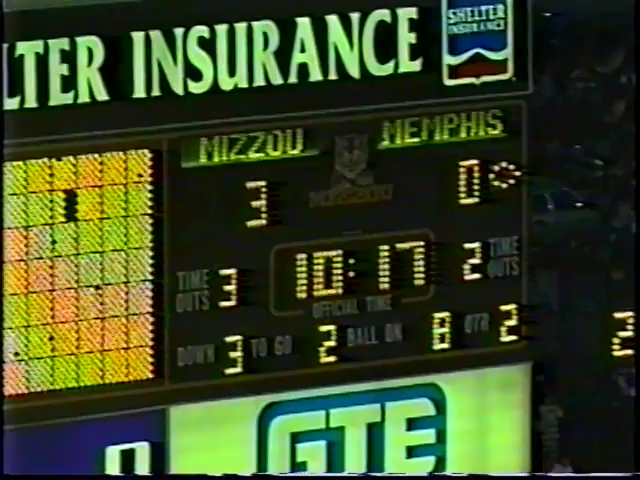 LTER INSURANCE
SHELTER
INSURANCE
MIZZOU MEMPHIS
3 0
TIME OUTS 3 10:17 2 TIME OUTS
OFFICIAL TIME
DOWN 3 TO GO 2 BALL ON 8 QTR 2
2
GTE